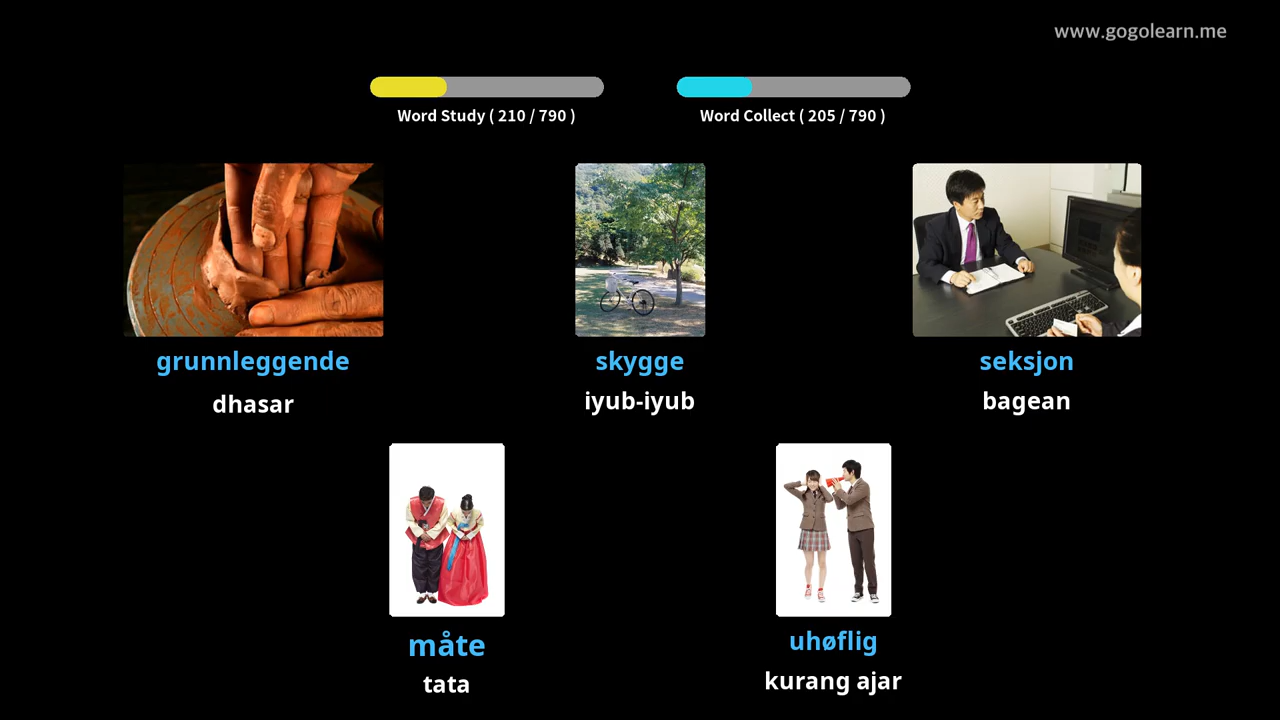 www.gogolearn.me
Word Study ( 210 / 790 )
Word Collect ( 205 / 790 )
grunnleggende
dhasar
skygge
iyub-iyub
seksjon
bagean
måte
tata
uhøflig
kurang ajar